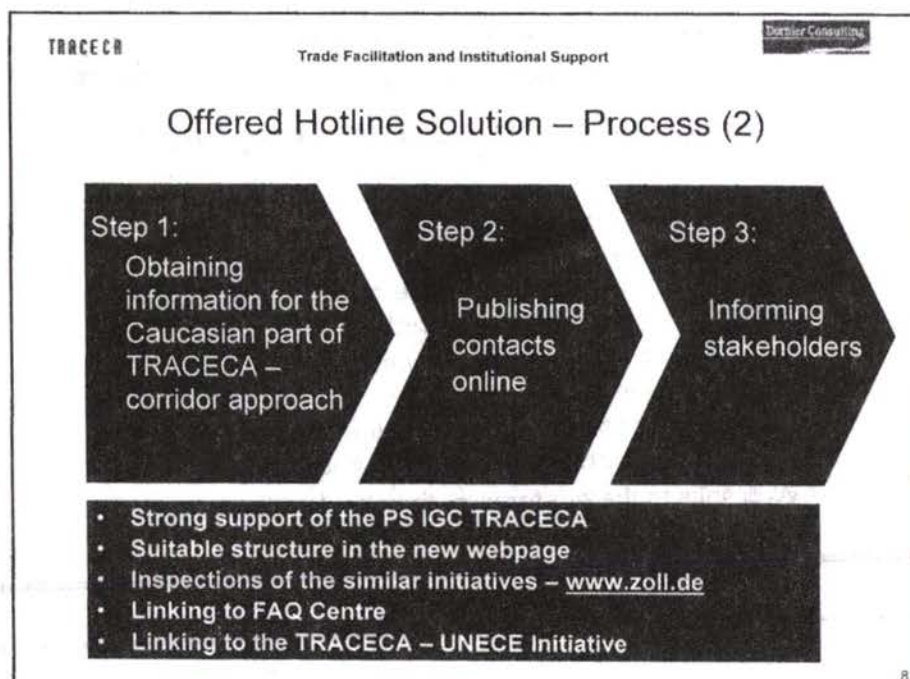 TRACECA
Trade Facilitation and Institutional Support
Dornier Consulting
Offered Hotline Solution – Process (2)
Step 1:
Obtaining
information for the
Caucasian part of
TRACECA –
corridor approach
Step 2:
Publishing
contacts
online
Step 3:
Informing
stakeholders
• Strong support of the PS IGC TRACECA
• Suitable structure in the new webpage
• Inspections of the similar initiatives – www.zoll.de
• Linking to FAQ Centre
• Linking to the TRACECA – UNECE Initiative
8